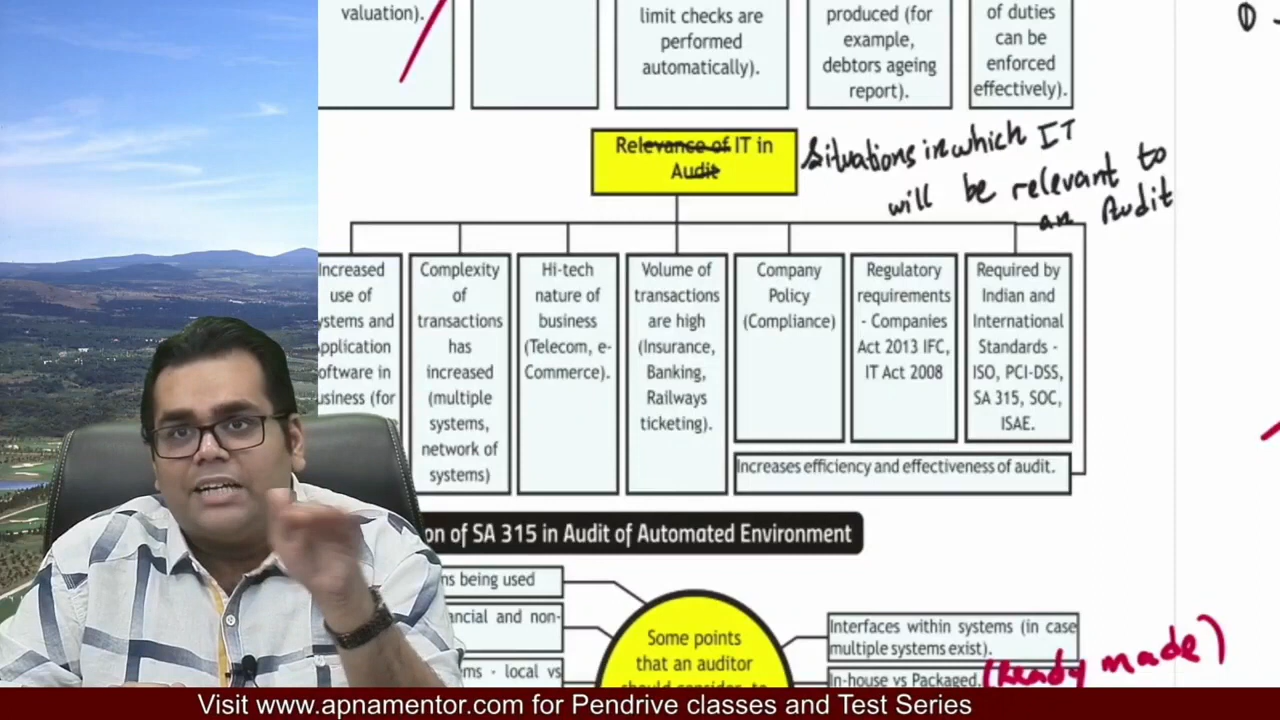 valuation).
limit checks are
performed
automatically).
produced (for
example,
debtors ageing
report).
of duties
can be
enforced
effectively).
Relevance of IT in
Audit
Situations in which IT
will be relevant to
an Audit
Increased
use of
ystems and
pplication
oftware in
usiness (for
Complexity
of
transactions
has
increased
(multiple
systems,
network of
systems)
Hi-tech
nature of
business
(Telecom, e-
Commerce).
Volume of
transactions
are high
(Insurance,
Banking,
Railways
ticketing).
Company
Policy
(Compliance)
Regulatory
requirements
- Companies
Act 2013 IFC,
IT Act 2008
Required by
Indian and
International
Standards -
ISO, PCI-DSS,
SA 315, SOC,
ISAE.
Increases efficiency and effectiveness of audit.
on of SA 315 in Audit of Automated Environment
ns being used
ancial and non-
ms - local vs
Some points
that an auditor
should consider to
Interfaces within systems (in case
multiple systems exist).
In-house vs Packaged. (Ready made)
Visit www.apnamentor.com for Pendrive classes and Test Series